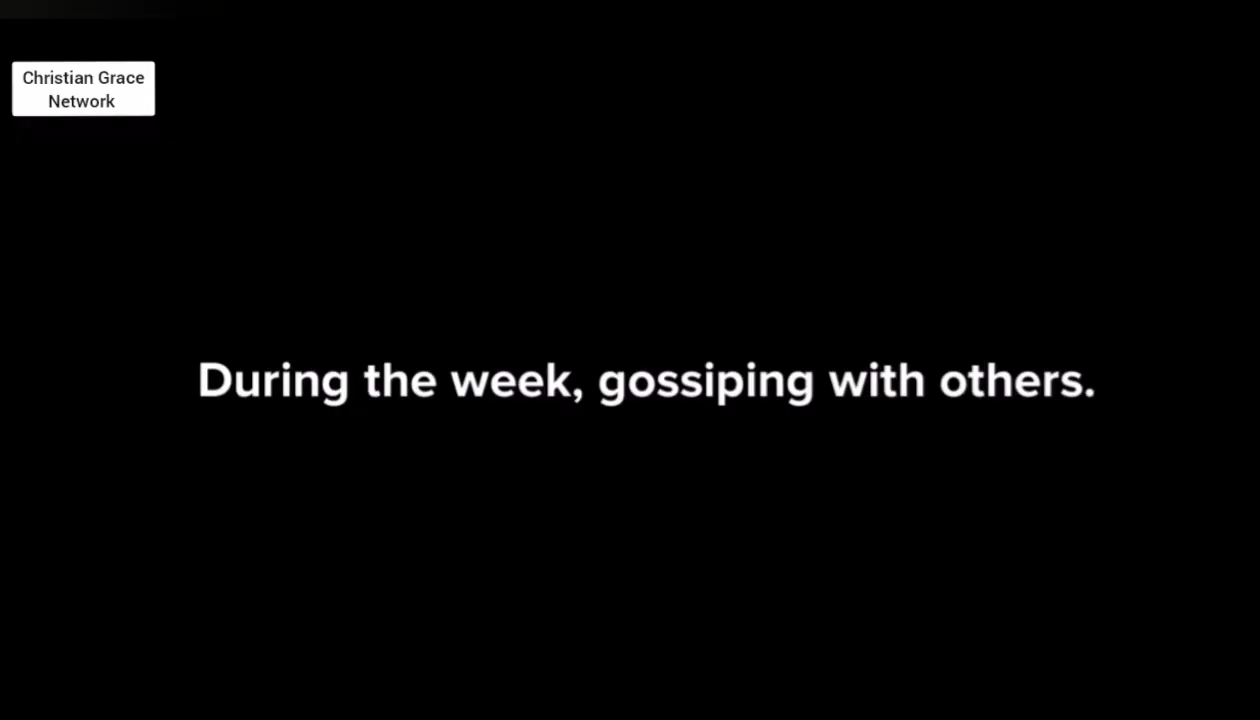 Christian Grace
Network
During the week, gossiping with others.